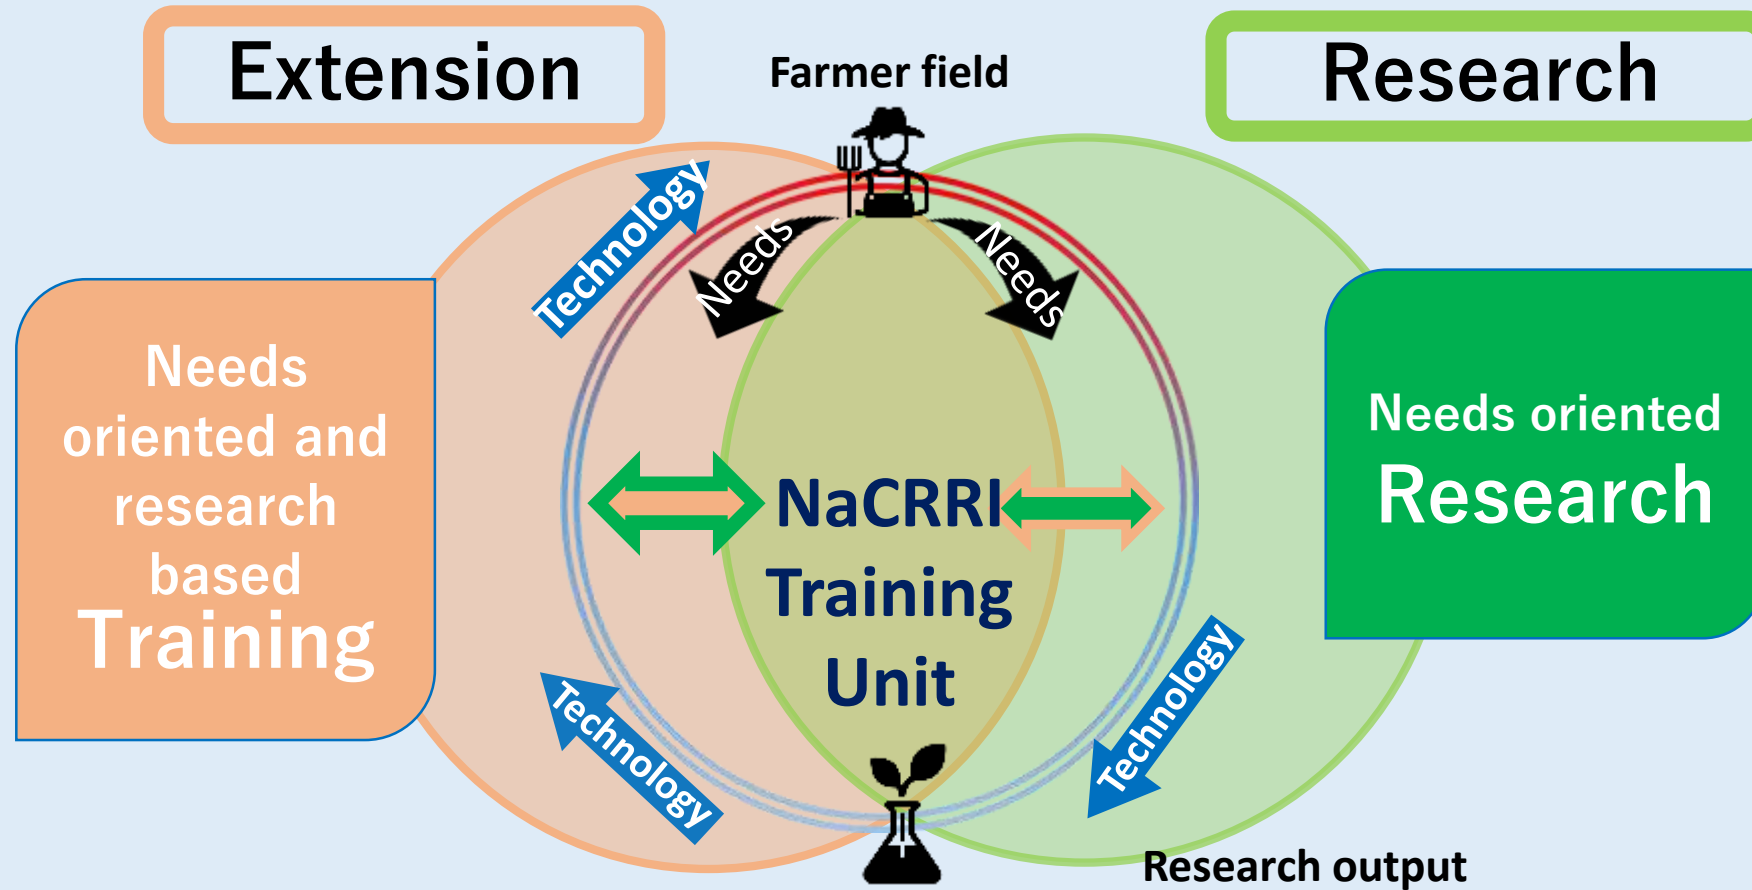 Extension
Farmer field
Research
Technology
Needs
Needs
Needs
oriented and
research
based
Training
Needs oriented
Research
NaCRRI
Training
Unit
Technology
Technology
Research output